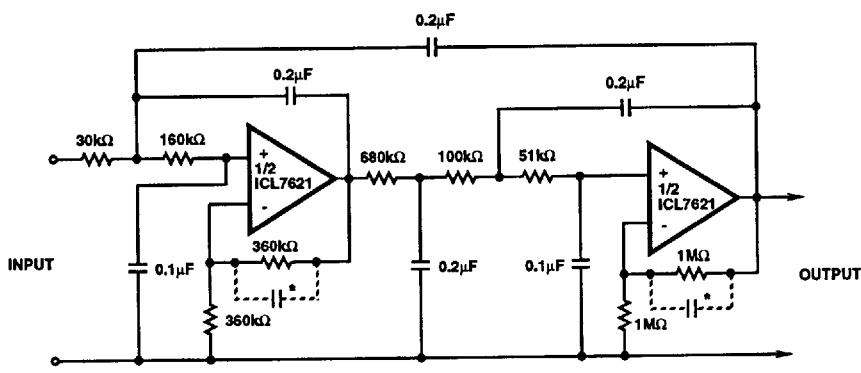 0.2µF
0.2µF
0.2µF
30kΩ
160kΩ
680kΩ
100kΩ
51kΩ
+
1/2
ICL7621
-
+
1/2
ICL7621
-
INPUT
0.1µF
360kΩ
*
360kΩ
0.2µF
0.1µF
1MΩ
*
1MΩ
OUTPUT